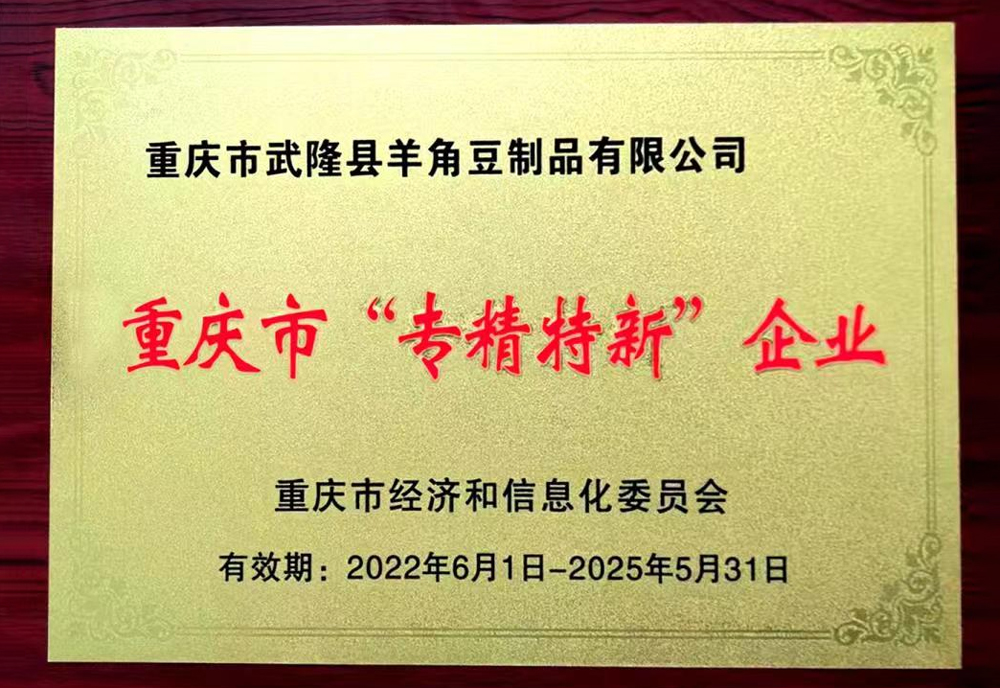 重庆市武隆县羊角豆制品有限公司
重庆市“专精特新”企业
重庆市经济和信息化委员会
有效期：2022年6月1日-2025年5月31日